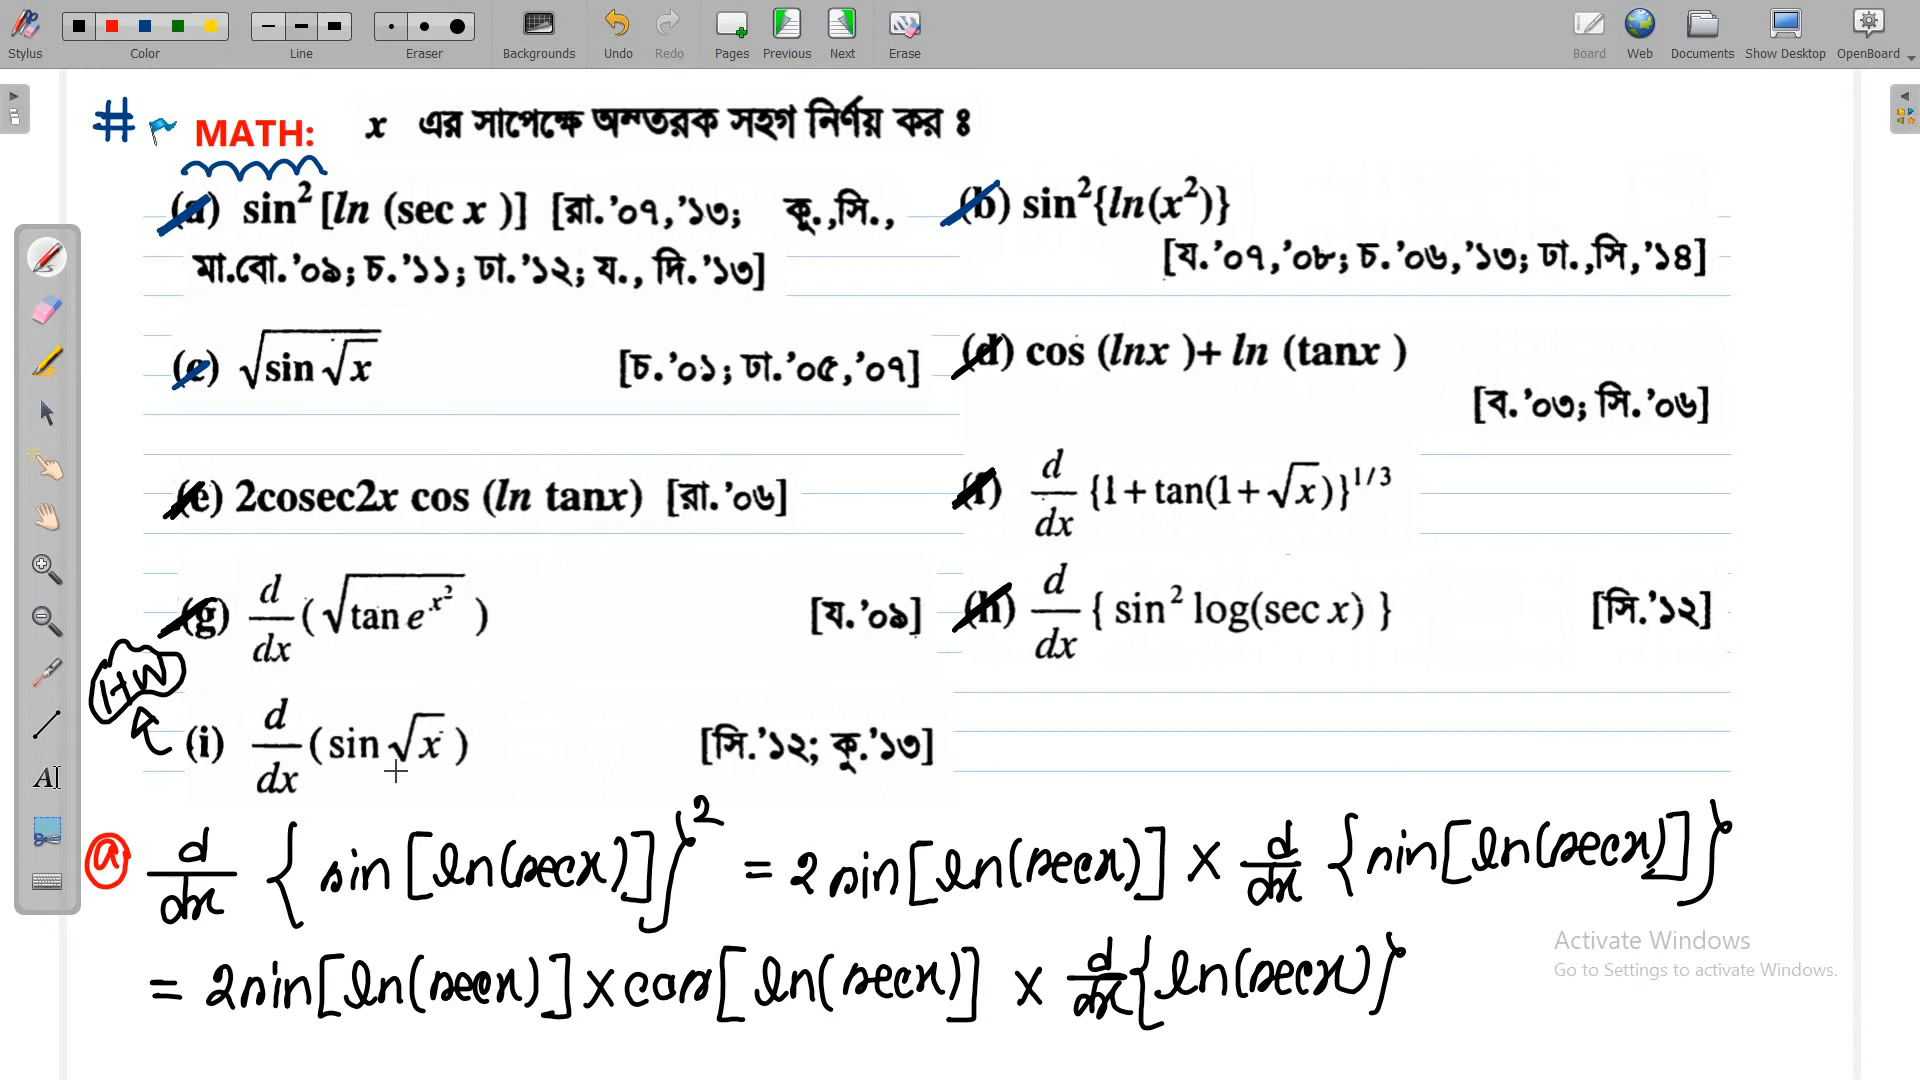 Stylus Color Line Eraser Backgrounds Undo Redo Pages Previous Next Erase Board Web Documents Show Desktop OpenBoard
# MATH: x এর সাপেক্ষে অন্তরক সহগ নির্ণয় কর ঃ
(a) sin² [ln (sec x )] [রা.'০৭,'১৩; কু.,সি., মা.বো.'০৯; চ.'১১; ঢা.'১২; য., দি.'১৩]
(b) sin²{ln(x²)}
[য.'০৭,'০৮; চ.'০৬,'১৩; ঢা.,সি,'১৪]
(c) √(sin √x) [চ.'০১; ঢা.'০৫,'০৭]
(d) cos (lnx )+ ln (tanx )
[ব.'০৩; সি.'০৬]
(e) 2cosec2x cos (ln tanx) [রা.'০৬]
(f) d/dx {1+ tan(1+ √x)}^1/3
(g) d/dx (√(tan e^x²)) [য.'০৯]
(h) d/dx { sin² log(sec x) } [সি.'১২]
HW
(i) d/dx (sin √x) [সি.'১২; কু.'১৩]
(a) d/dx { sin [ln(secx)]}² = 2 sin[ln(secx)] × d/dx {sin[ln(secx)]}
= 2sin[ln(secx)] × cos[ln(secx)] × d/dx {ln(secx)}
Activate Windows
Go to Settings to activate Windows.